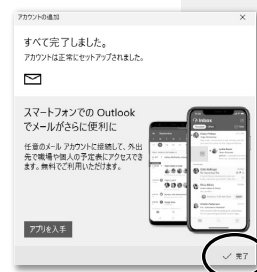 アカウントの追加
すべて完了しました。
アカウントは正常にセットアップされました。
スマートフォンでの Outlook
でメールがさらに便利に
任意のメール アカウントに接続して、外出
先で職場や個人の予定表にアクセスでき
ます。無料でご利用いただけます。
Inbox
アプリを入手
完了